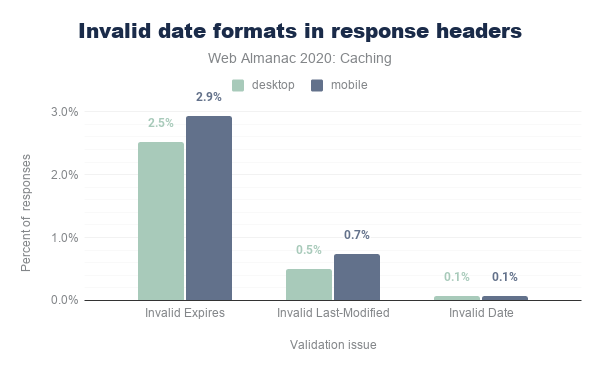 Invalid date formats in response headers
Web Almanac 2020: Caching
desktop mobile
Percent of responses
3.0%
2.0%
1.0%
0.0%
2.5% 2.9%
0.5% 0.7%
0.1% 0.1%
Invalid Expires Invalid Last-Modified Invalid Date
Validation issue